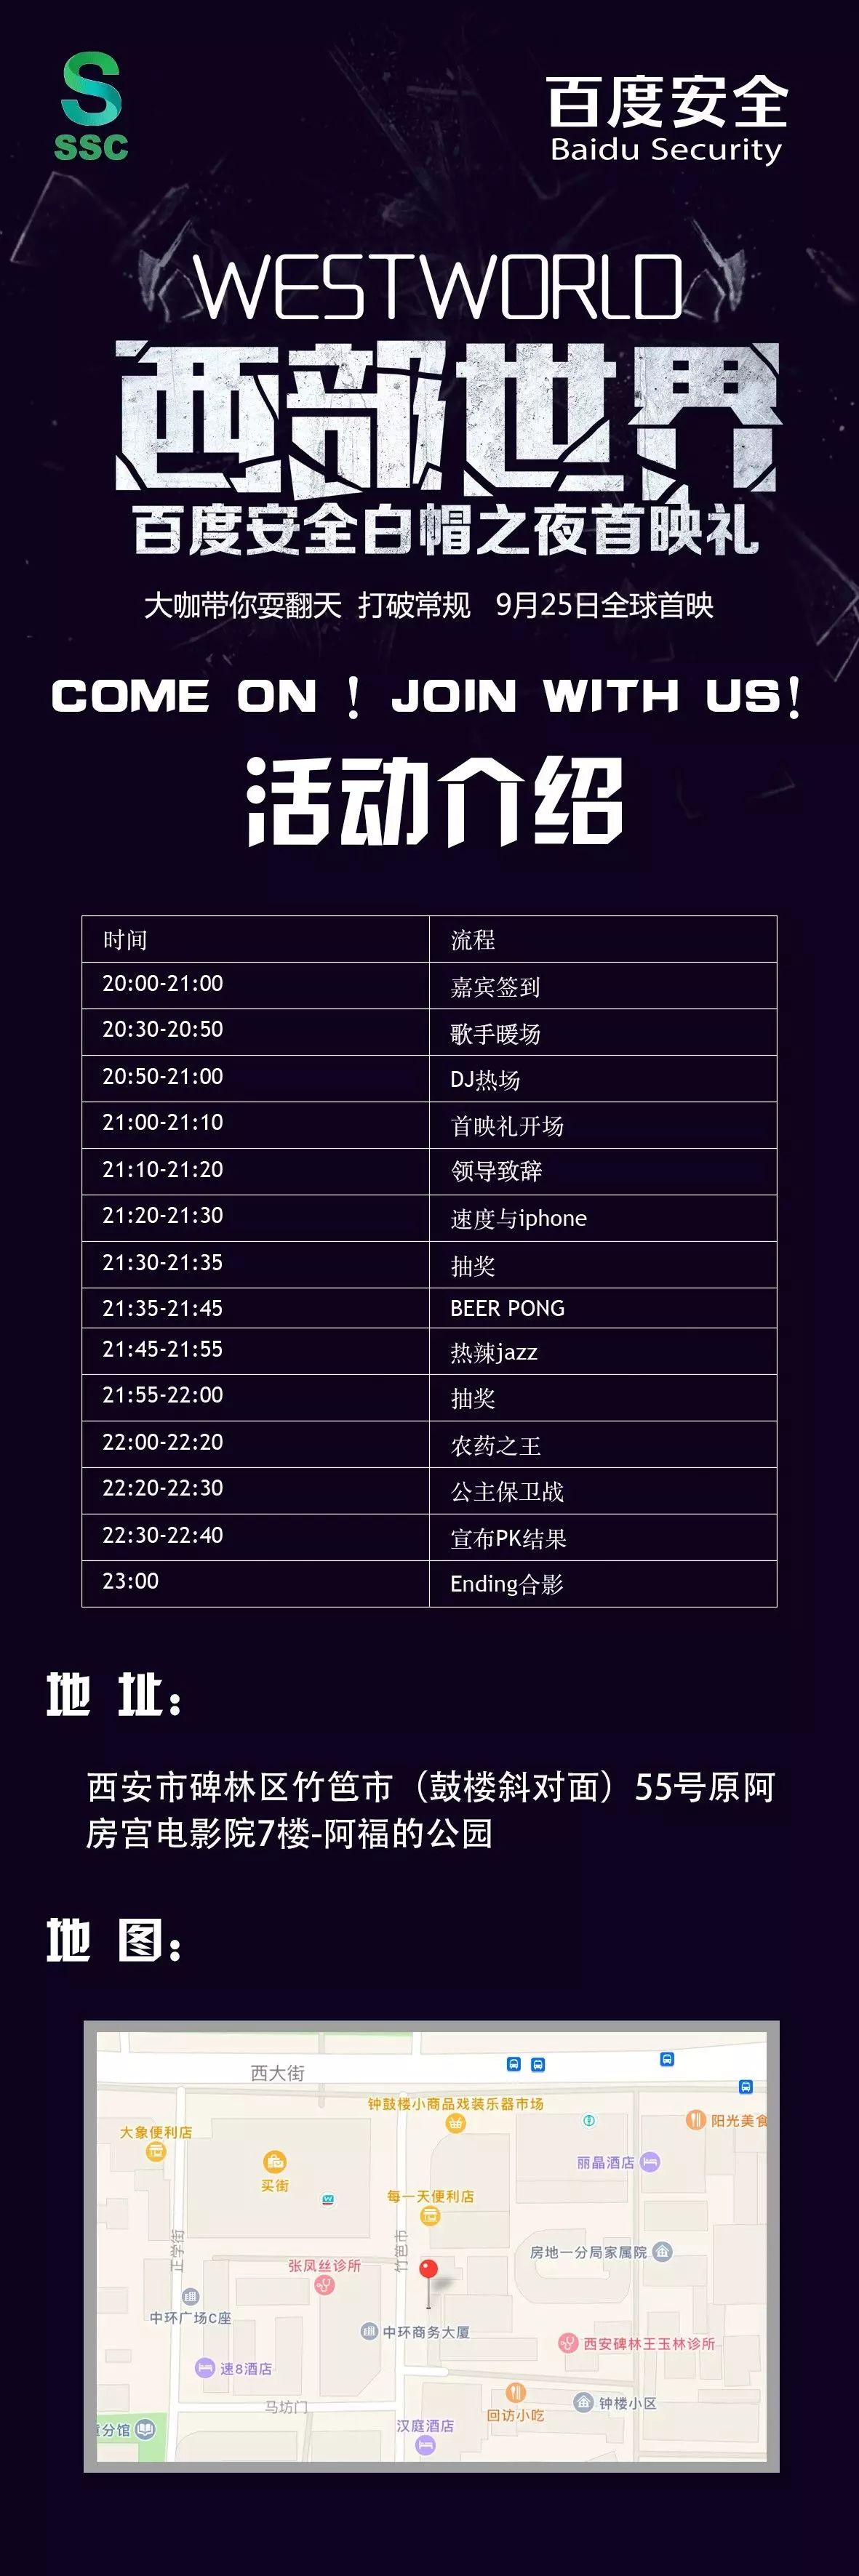 S
SSC
百度安全
Baidu Security
WESTWORLD
西部世界
百度安全白帽之夜首映礼
大咖带你耍翻天 打破常规 9月25日全球首映
COME ON ! JOIN WITH US!
活动介绍
时间 流程
20:00-21:00 嘉宾签到
20:30-20:50 歌手暖场
20:50-21:00 DJ热场
21:00-21:10 首映礼开场
21:10-21:20 领导致辞
21:20-21:30 速度与iphone
21:30-21:35 抽奖
21:35-21:45 BEER PONG
21:45-21:55 热辣jazz
21:55-22:00 抽奖
22:00-22:20 农药之王
22:20-22:30 公主保卫战
22:30-22:40 宣布PK结果
23:00 Ending合影
地 址：
西安市碑林区竹笆市（鼓楼斜对面）55号原阿
房宫电影院7楼-阿福的公园
地 图：
西大街
钟鼓楼小商品戏装乐器市场
阳光美食
大象便利店
丽晶酒店
买街
每一天便利店
正学街
竹笆市
房地一分局家属院
张凤丝诊所
中环广场C座
中环商务大厦
西安碑林王玉林诊所
速8酒店
钟楼小区
马坊门
回访小吃
汉庭酒店
分馆